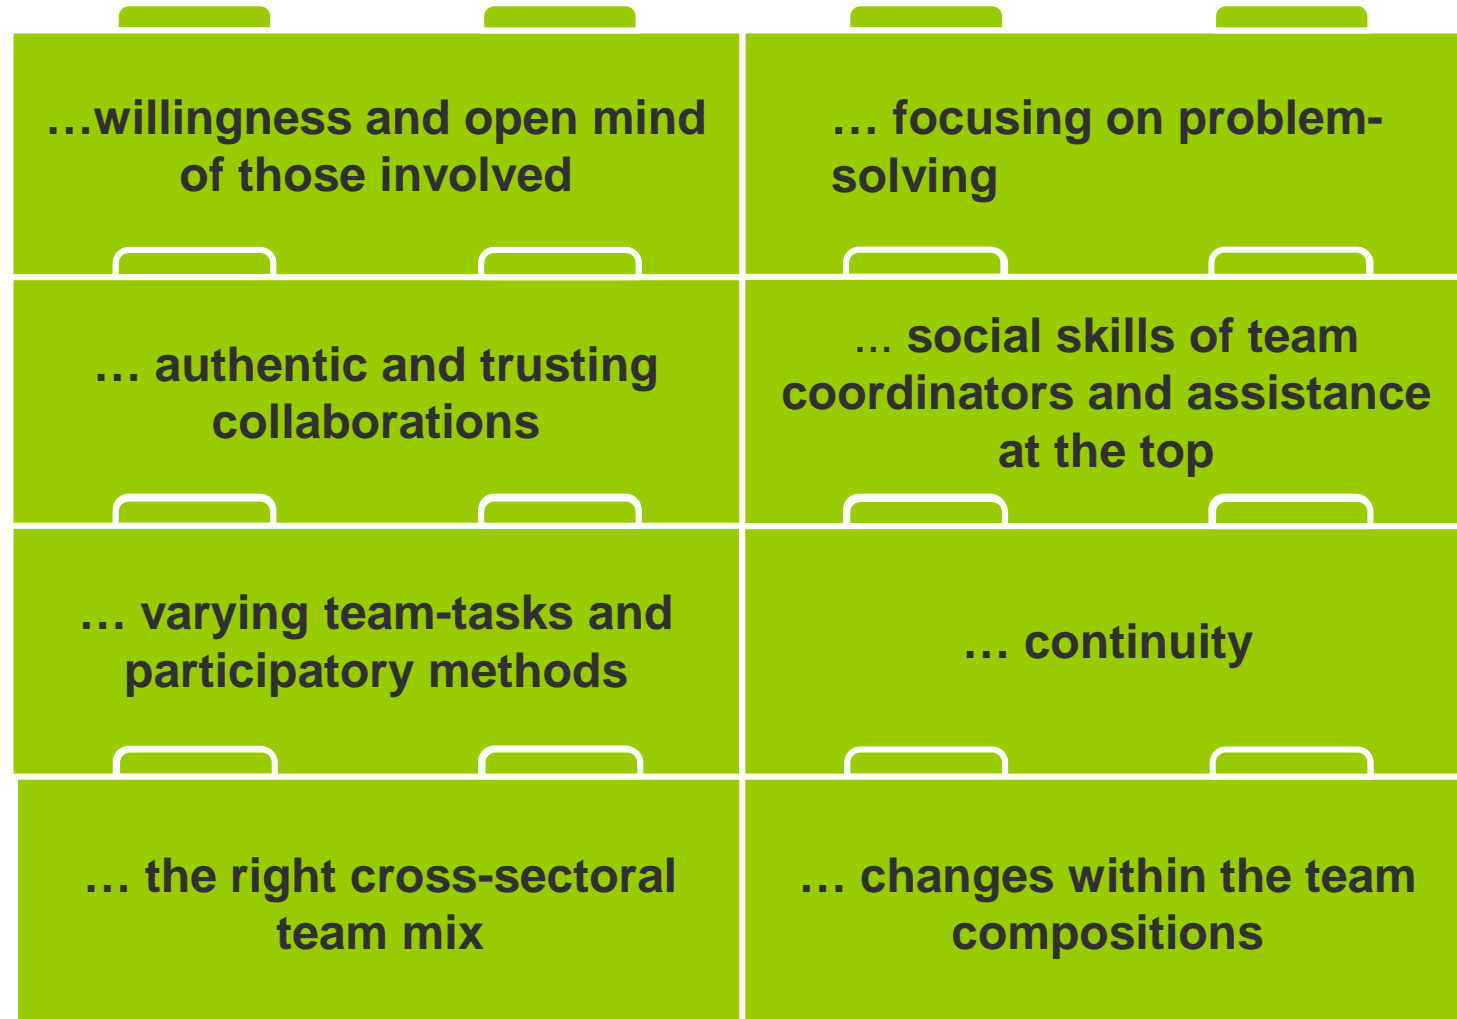 …willingness and open mind
of those involved
… focusing on problem-
solving
… authentic and trusting
collaborations
… social skills of team
coordinators and assistance
at the top
… varying team-tasks and
participatory methods
… continuity
… the right cross-sectoral
team mix
… changes within the team
compositions